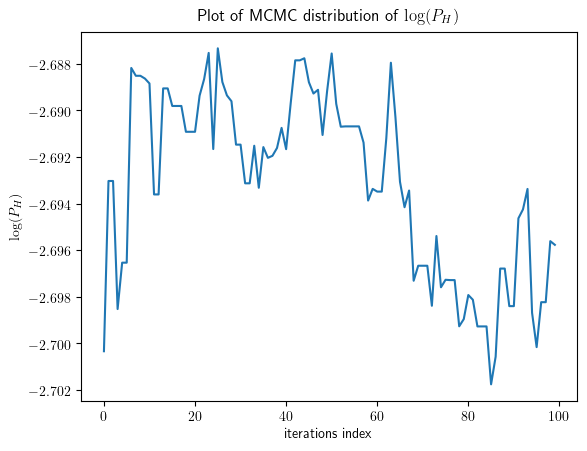 Plot of MCMC distribution of log(P_H)
−2.688
−2.690
−2.692
−2.694
−2.696
−2.698
−2.700
−2.702
log(P_H)
0 20 40 60 80 100
iterations index